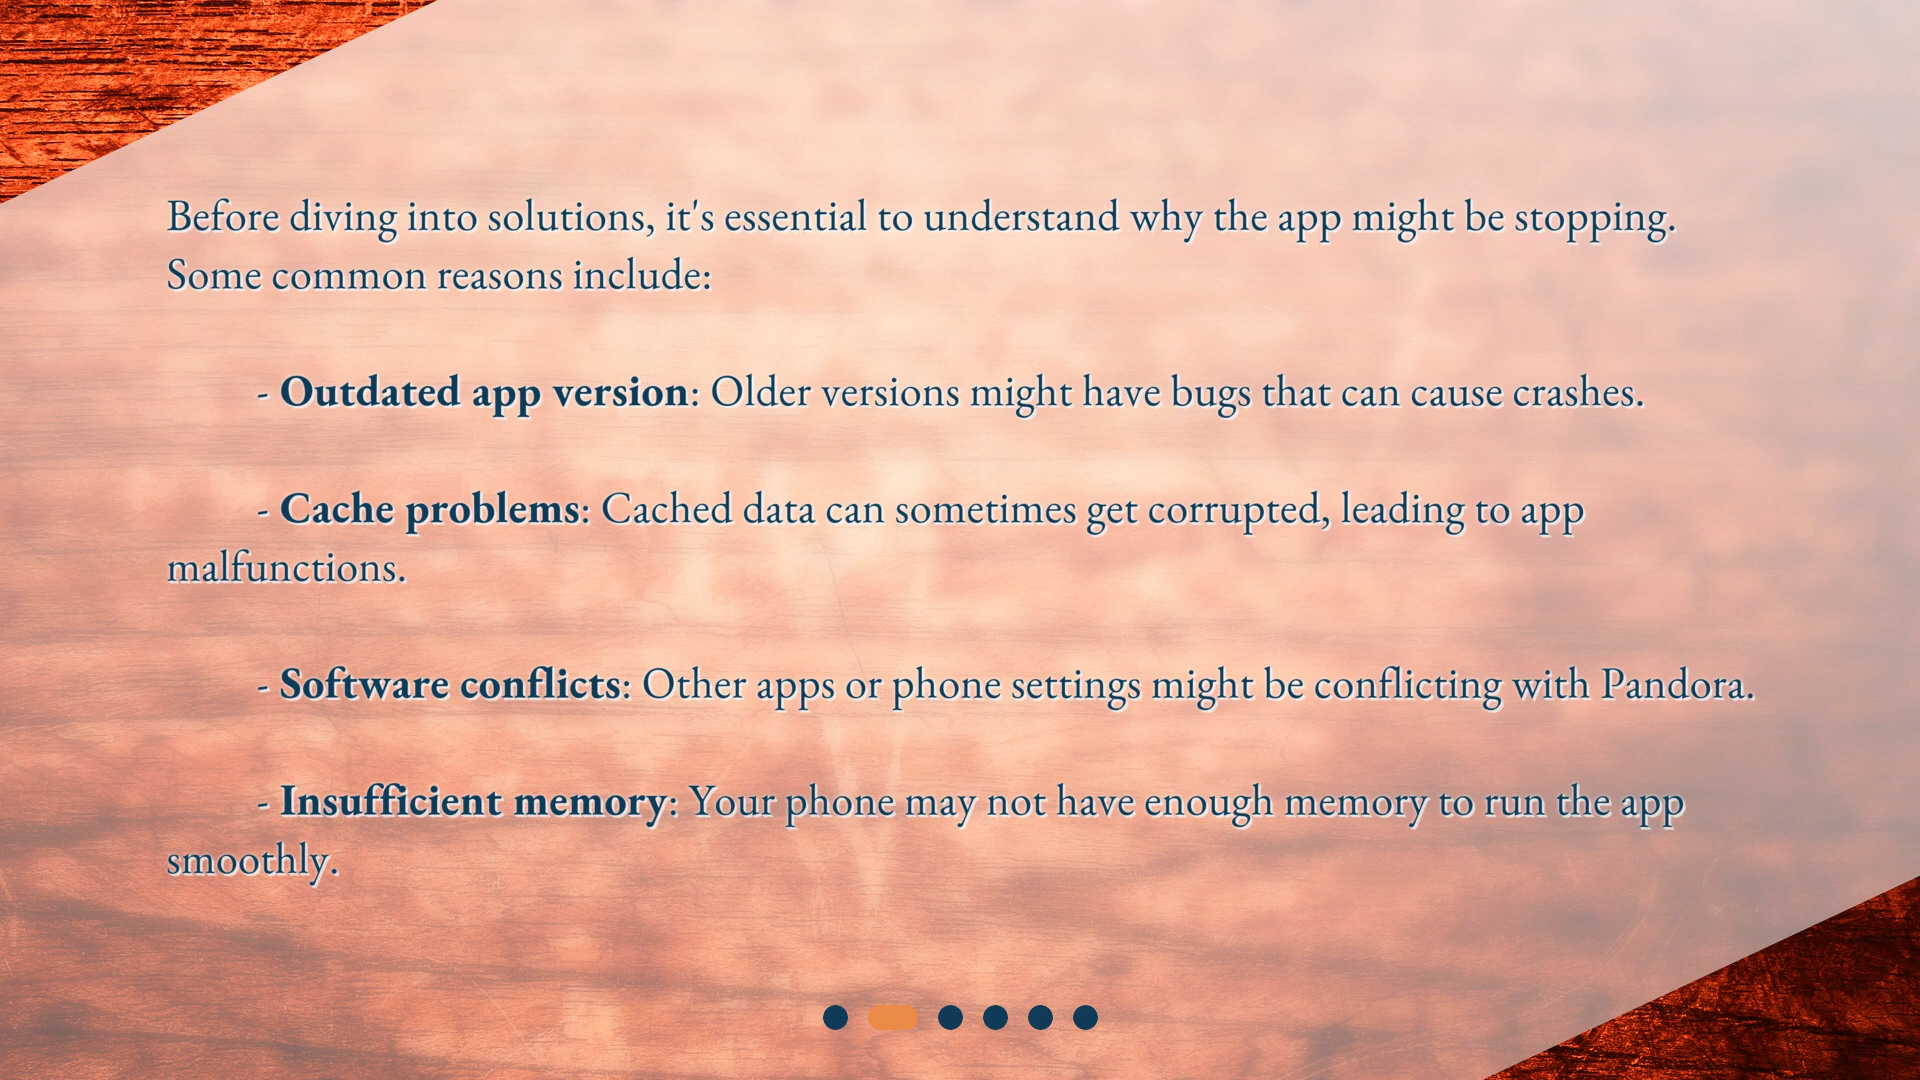 Before diving into solutions, it's essential to understand why the app might be stopping.
Some common reasons include:
- Outdated app version: Older versions might have bugs that can cause crashes.
- Cache problems: Cached data can sometimes get corrupted, leading to app
malfunctions.
- Software conflicts: Other apps or phone settings might be conflicting with Pandora.
- Insufficient memory: Your phone may not have enough memory to run the app
smoothly.